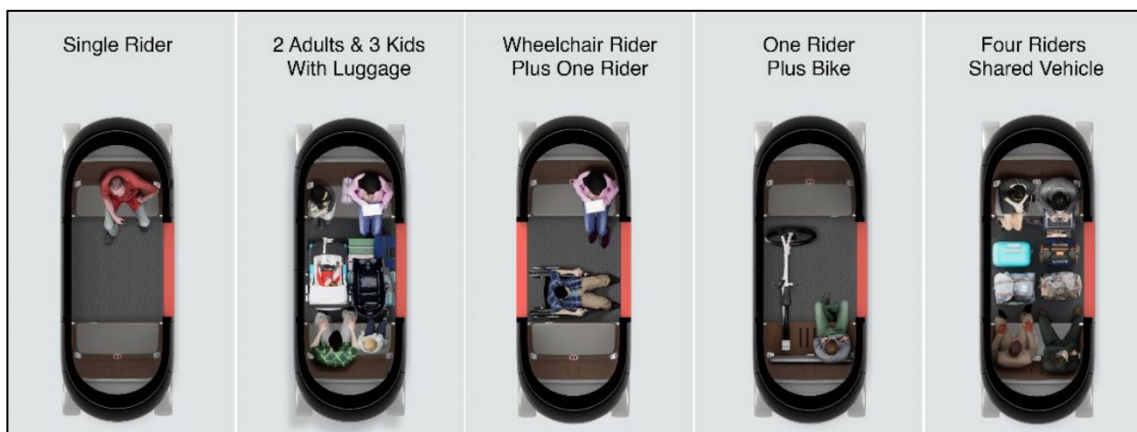 Single Rider
2 Adults & 3 Kids
With Luggage
Wheelchair Rider
Plus One Rider
One Rider
Plus Bike
Four Riders
Shared Vehicle